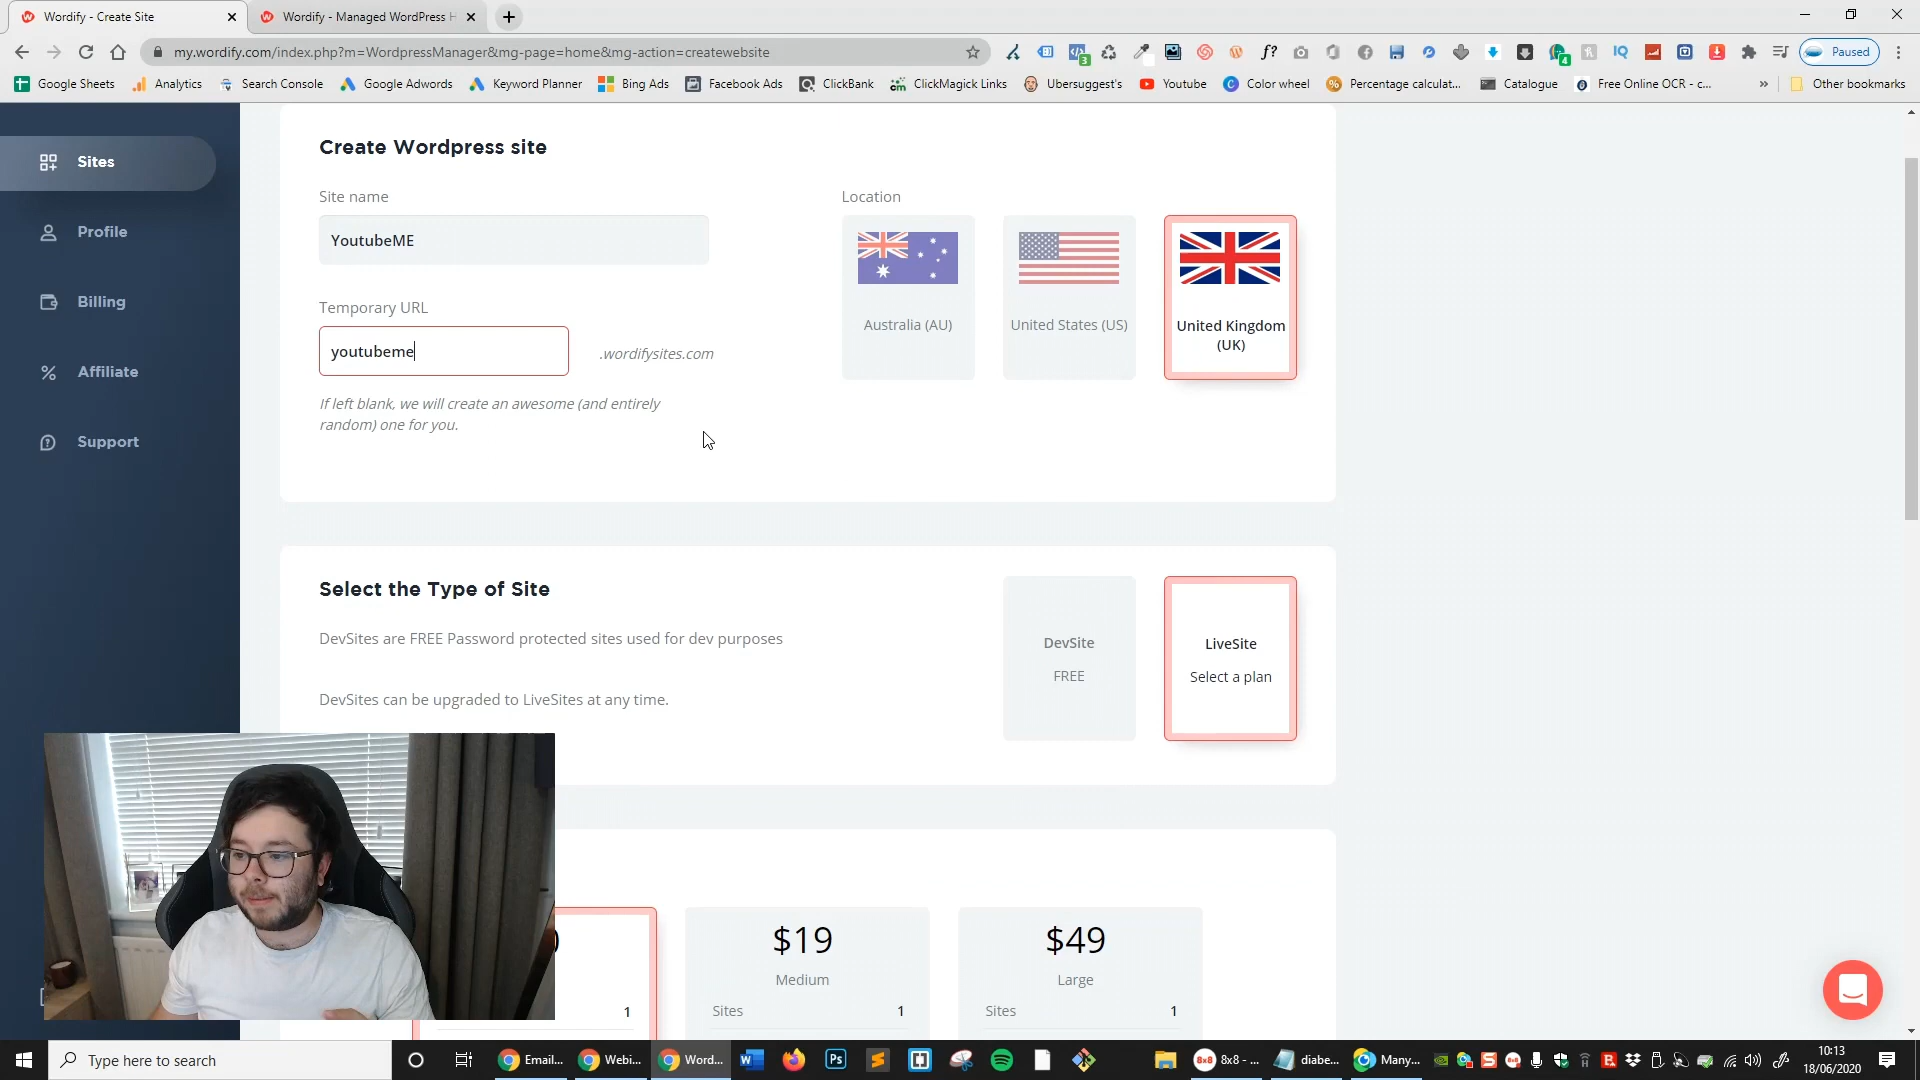 Wordify - Create Site
Wordify - Managed WordPress H
my.wordify.com/index.php?m=WordpressManager&mg-page=home&mg-action=createwebsite
3
4
Paused
Google Sheets
Analytics
Search Console
Google Adwords
Keyword Planner
Bing Ads
Facebook Ads
ClickBank
ClickMagick Links
Ubersuggest's
Youtube
Color wheel
Percentage calculat...
Catalogue
Free Online OCR - c...
»
Other bookmarks
Sites
Profile
Billing
Affiliate
Support
Create Wordpress site
Site name
YoutubeME
Temporary URL
youtubeme
.wordifysites.com
If left blank, we will create an awesome (and entirely
random) one for you.
Location
Australia (AU)
United States (US)
United Kingdom
(UK)
Select the Type of Site
DevSites are FREE Password protected sites used for dev purposes
DevSites can be upgraded to LiveSites at any time.
DevSite
FREE
LiveSite
Select a plan
1
$19
Medium
Sites 1
$49
Large
Sites 1
Type here to search
Email...
Webi...
Word...
Ps
8x8 - ...
diabe...
Many...
10:13
18/06/2020